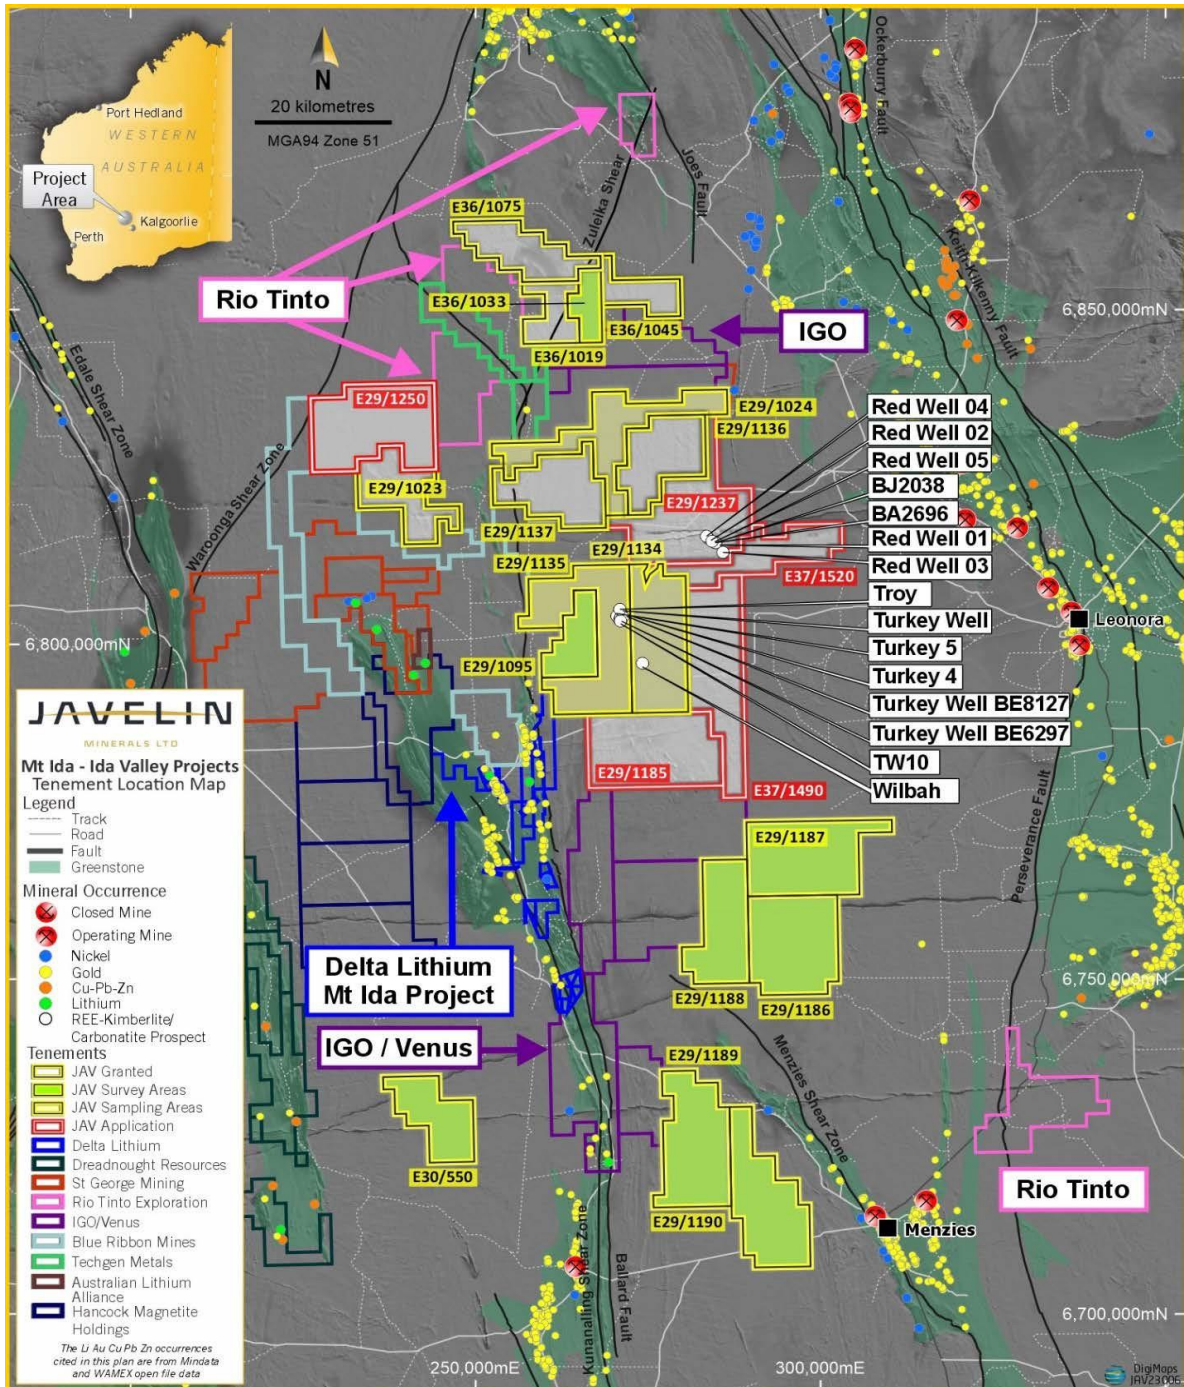 Port Hedland
WESTERN
AUSTRALIA
Project
Area
Kalgoorlie
Perth
N
20 kilometres
MGA94 Zone 51
Ockerburry Fault
Joes Fault
Zuleika Shear
Keith-Kilkenny Fault
Edale Shear Zone
Waroonga Shear Zone
E36/1075
Rio Tinto
E36/1033
E36/1045
E36/1019
IGO
6,850,000mN
E29/1250
E29/1024
E29/1136
E29/1023
E29/1237
E29/1137
E29/1134
E29/1135
E37/1520
Red Well 04
Red Well 02
Red Well 05
BJ2038
BA2696
Red Well 01
Red Well 03
Troy
Turkey Well
Turkey 5
Turkey 4
Turkey Well BE8127
Turkey Well BE6297
TW10
Wilbah
Leonora
6,800,000mN
E29/1095
E29/1185
E37/1490
E29/1187
Perseverance Fault
Delta Lithium
Mt Ida Project
E29/1188
E29/1186
6,750,000mN
IGO / Venus
E29/1189
Menzies Shear Zone
E30/550
E29/1190
Rio Tinto
Menzies
Kunanalling Shear Zone
Ballard Fault
6,700,000mN
250,000mE
300,000mE
DigiMaps
JAV23006
JAVELIN
MINERALS LTD
Mt Ida - Ida Valley Projects
Tenement Location Map
Legend
Track
Road
Fault
Greenstone
Mineral Occurrence
Closed Mine
Operating Mine
Nickel
Gold
Cu-Pb-Zn
Lithium
REE-Kimberlite/
Carbonatite Prospect
Tenements
JAV Granted
JAV Survey Areas
JAV Sampling Areas
JAV Application
Delta Lithium
Dreadnought Resources
St George Mining
Rio Tinto Exploration
IGO/Venus
Blue Ribbon Mines
Techgen Metals
Australian Lithium
Alliance
Hancock Magnetite
Holdings
The Li Au Cu Pb Zn occurrences
cited in this plan are from Mindata
and WAMEX open file data